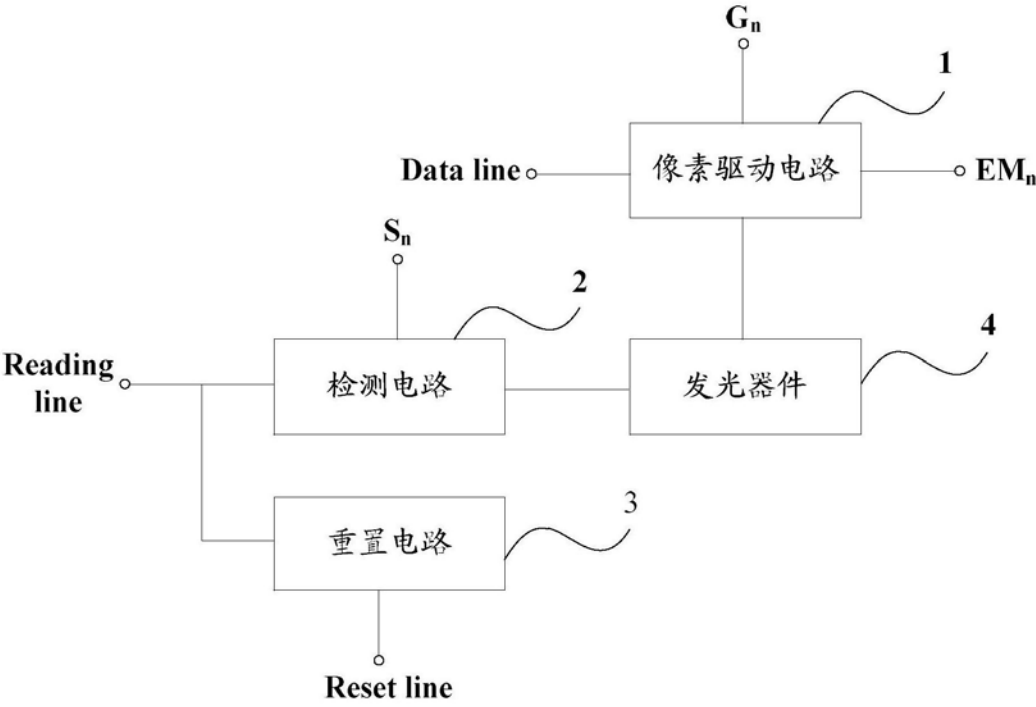 Gn
1
Data line
像素驱动电路
EMn
Sn
2
4
Reading
line
检测电路
发光器件
3
重置电路
Reset line